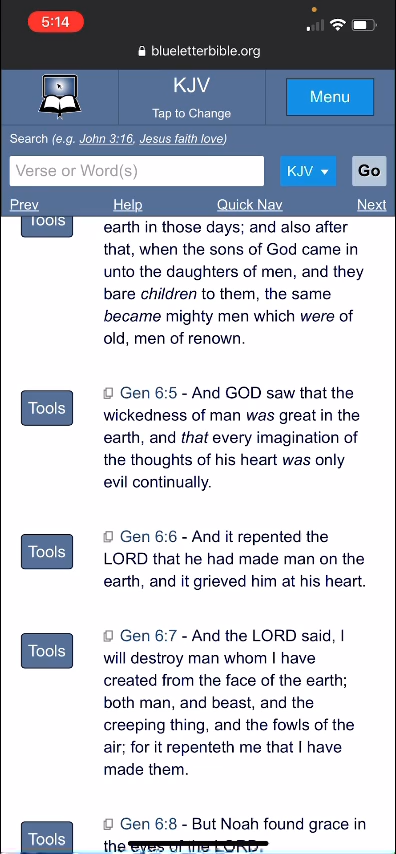 5:14
blueletterbible.org
KJV
Tap to Change
Menu
Search (e.g. John 3:16, Jesus faith love)
Verse or Word(s)
KJV
Go
Prev
Help
Quick Nav
Next
Tools
earth in those days; and also after
that, when the sons of God came in
unto the daughters of men, and they
bare children to them, the same
became mighty men which were of
old, men of renown.
Tools
Gen 6:5 - And GOD saw that the
wickedness of man was great in the
earth, and that every imagination of
the thoughts of his heart was only
evil continually.
Tools
Gen 6:6 - And it repented the
LORD that he had made man on the
earth, and it grieved him at his heart.
Tools
Gen 6:7 - And the LORD said, I
will destroy man whom I have
created from the face of the earth;
both man, and beast, and the
creeping thing, and the fowls of the
air; for it repenteth me that I have
made them.
Tools
Gen 6:8 - But Noah found grace in
the eyes of the LORD.